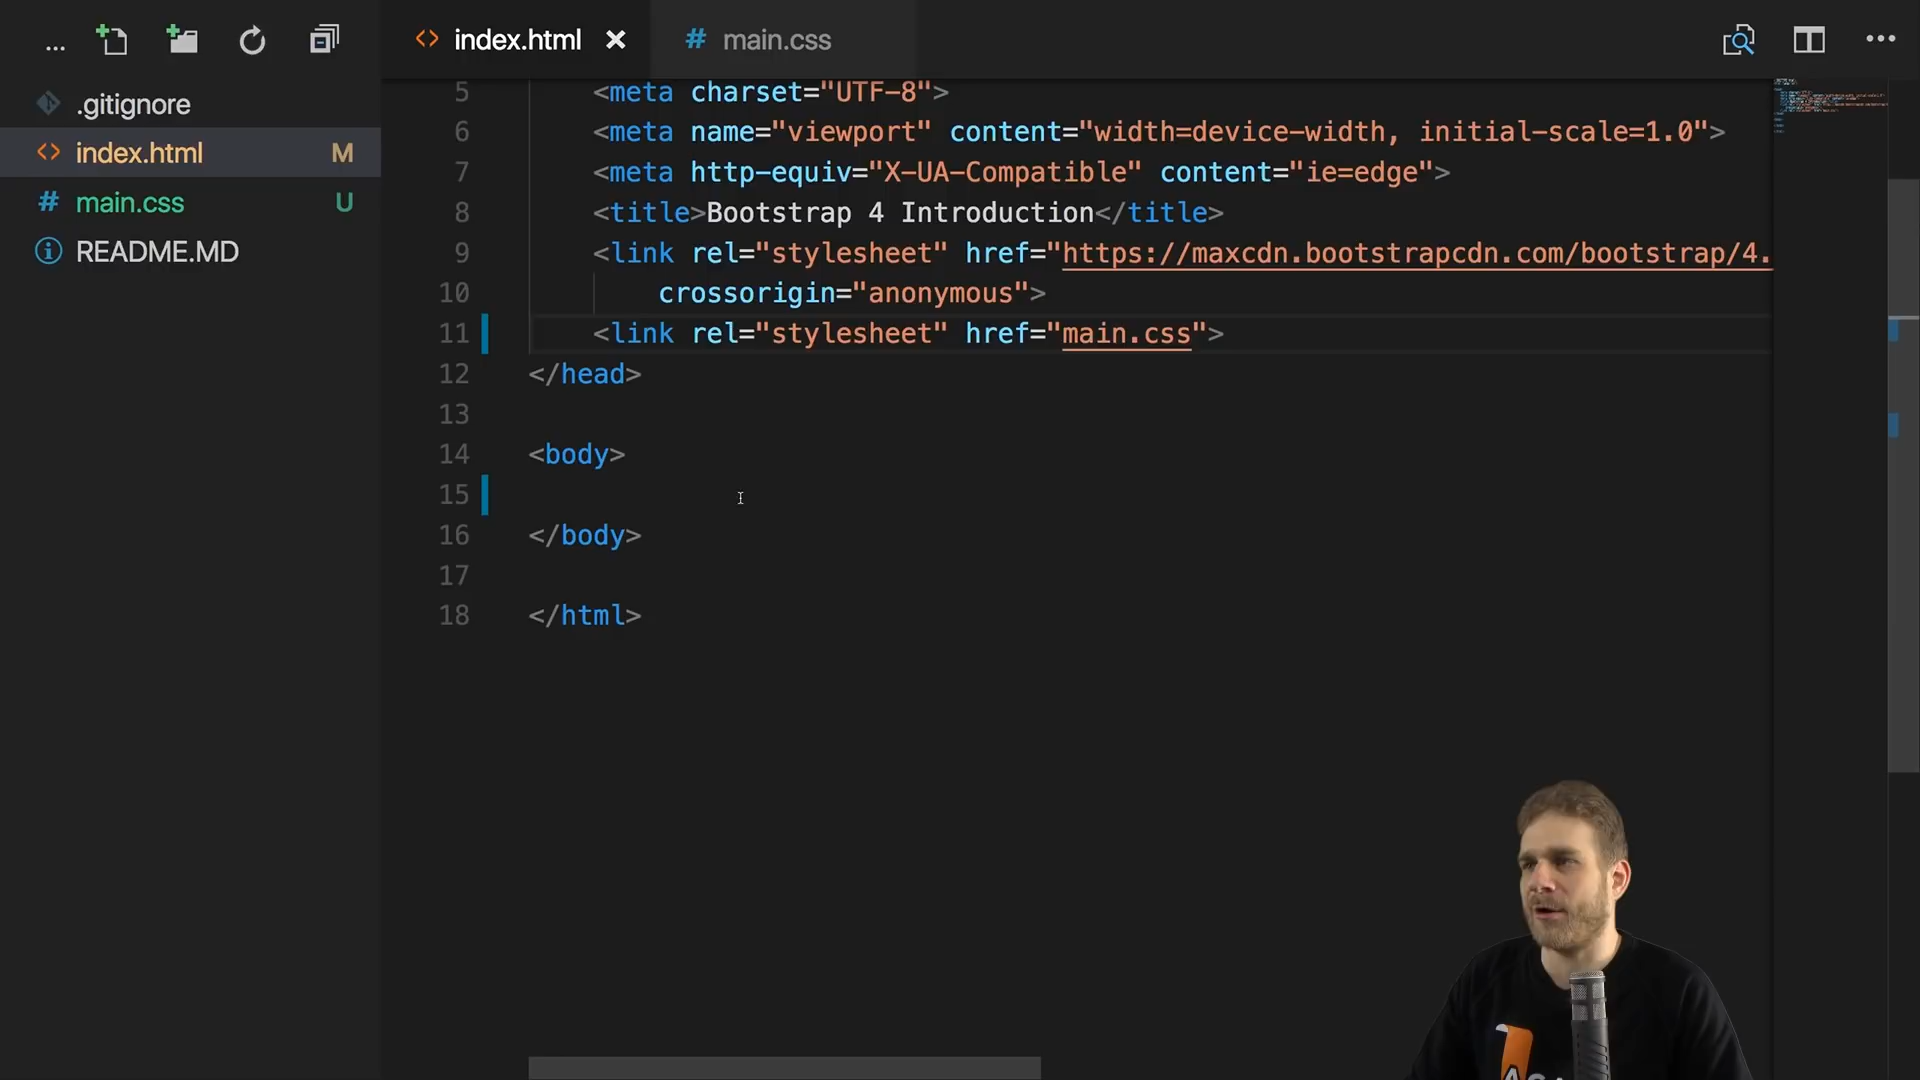 ...
index.html
main.css
.gitignore
index.html M
main.css U
README.MD
5 <meta charset="UTF-8">
6 <meta name="viewport" content="width=device-width, initial-scale=1.0">
7 <meta http-equiv="X-UA-Compatible" content="ie=edge">
8 <title>Bootstrap 4 Introduction</title>
9 <link rel="stylesheet" href="https://maxcdn.bootstrapcdn.com/bootstrap/4.
10 crossorigin="anonymous">
11 <link rel="stylesheet" href="main.css">
12 </head>
13
14 <body>
15
16 </body>
17
18 </html>